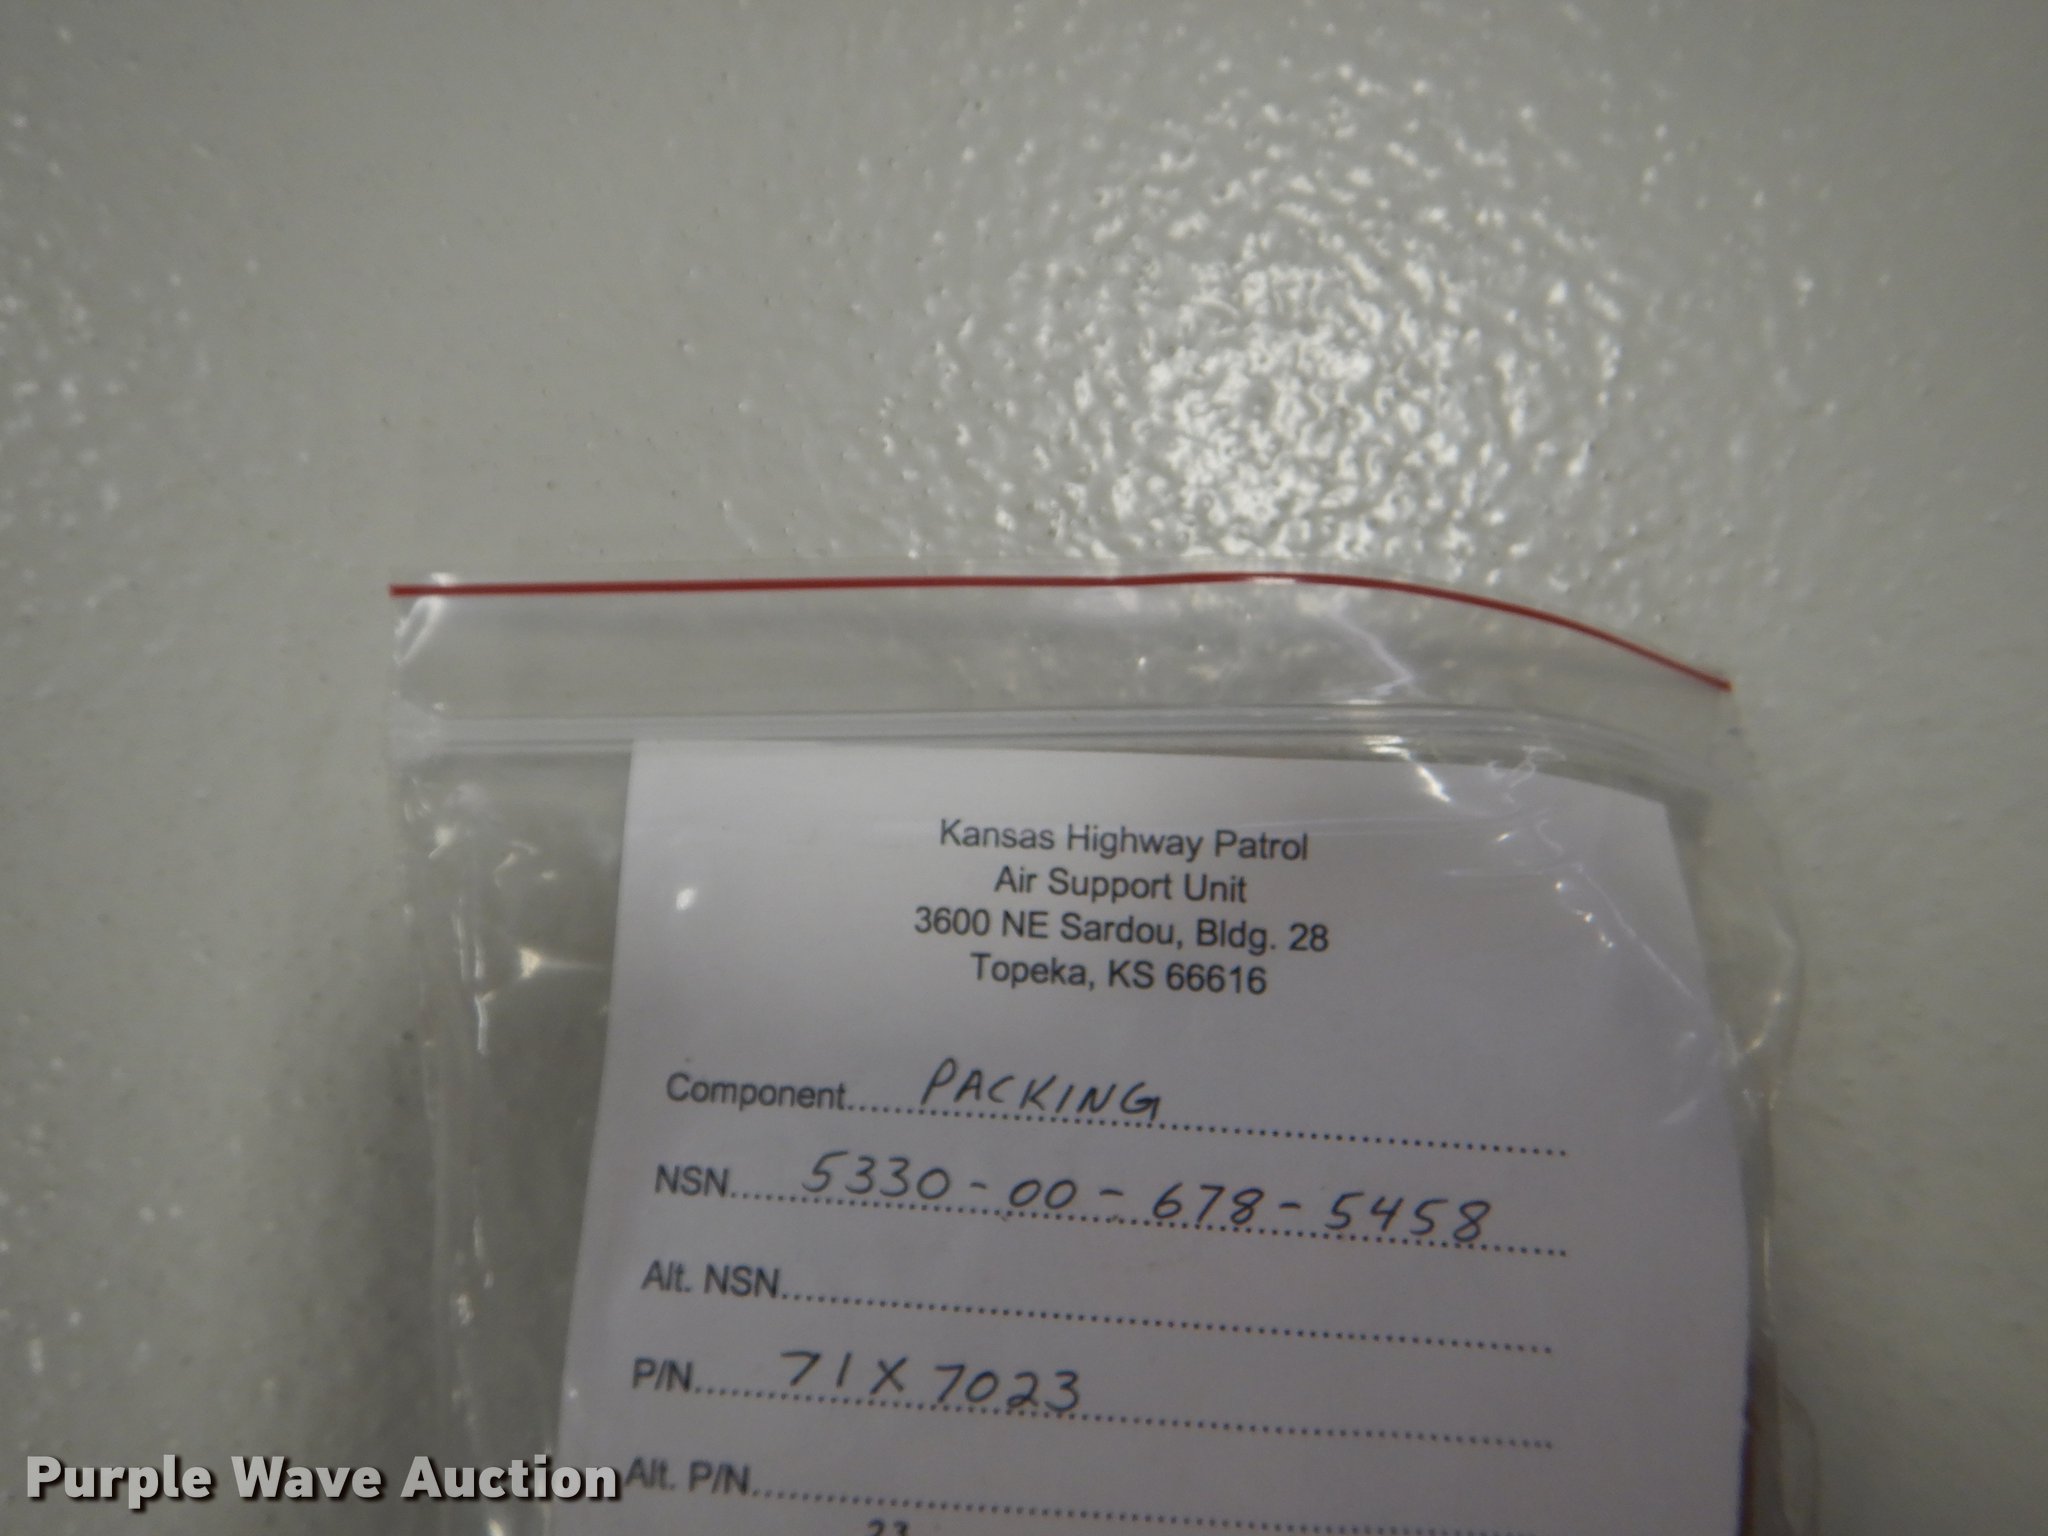 Kansas Highway Patrol
Air Support Unit
3600 NE Sardou, Bldg. 28
Topeka, KS 66616
Component.....PACKING
NSN.....5330-00-678-5458
Alt. NSN.....
P/N.....71X7023
Alt. P/N.....
23
Purple Wave Auction